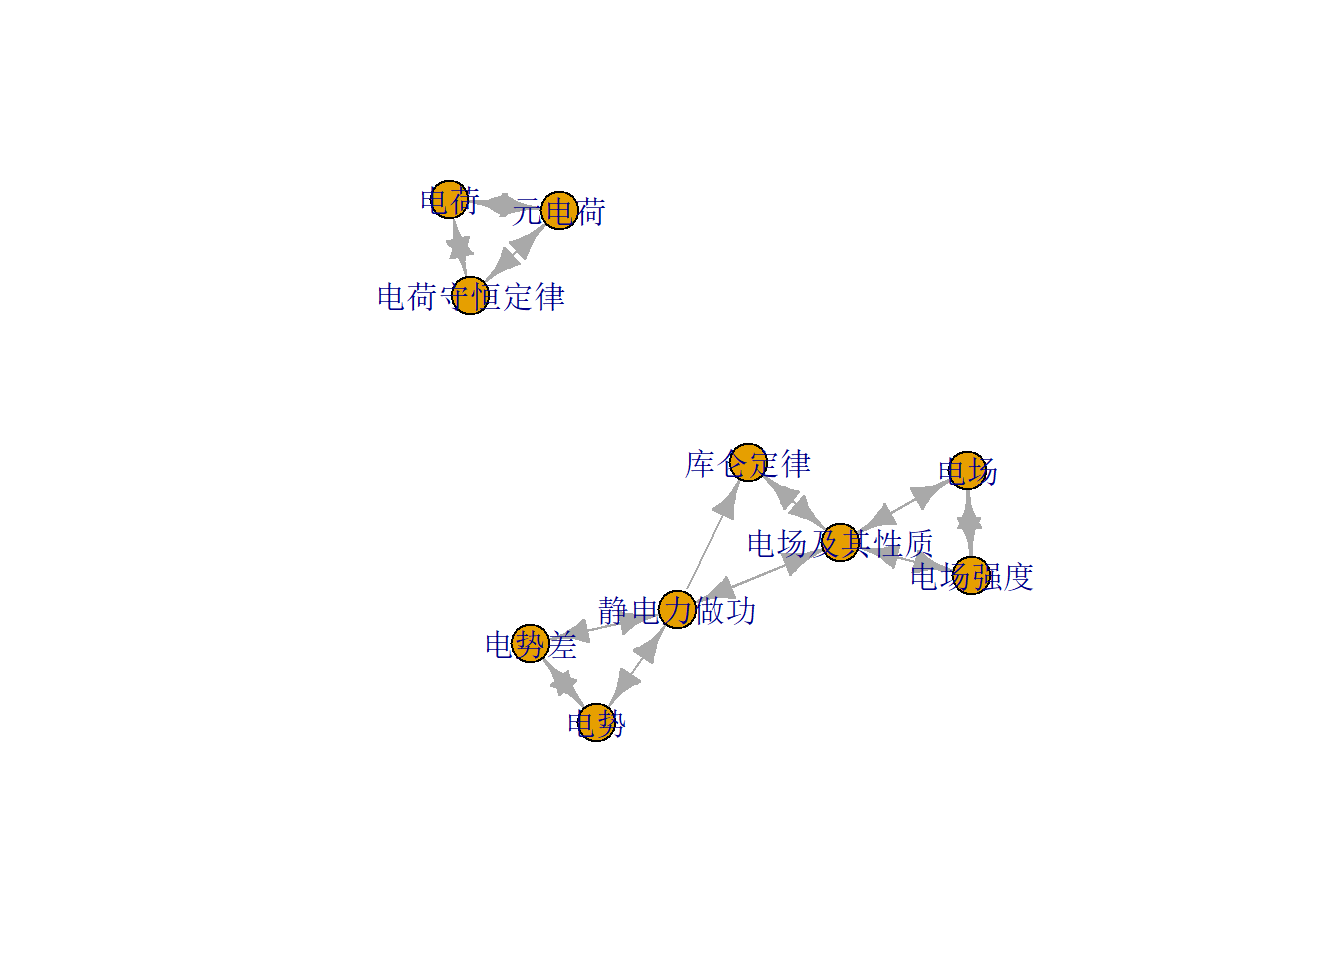 电荷
元电荷
电荷守恒定律
库仑定律
电场
电场及其性质
电场强度
静电力做功
电势差
电势